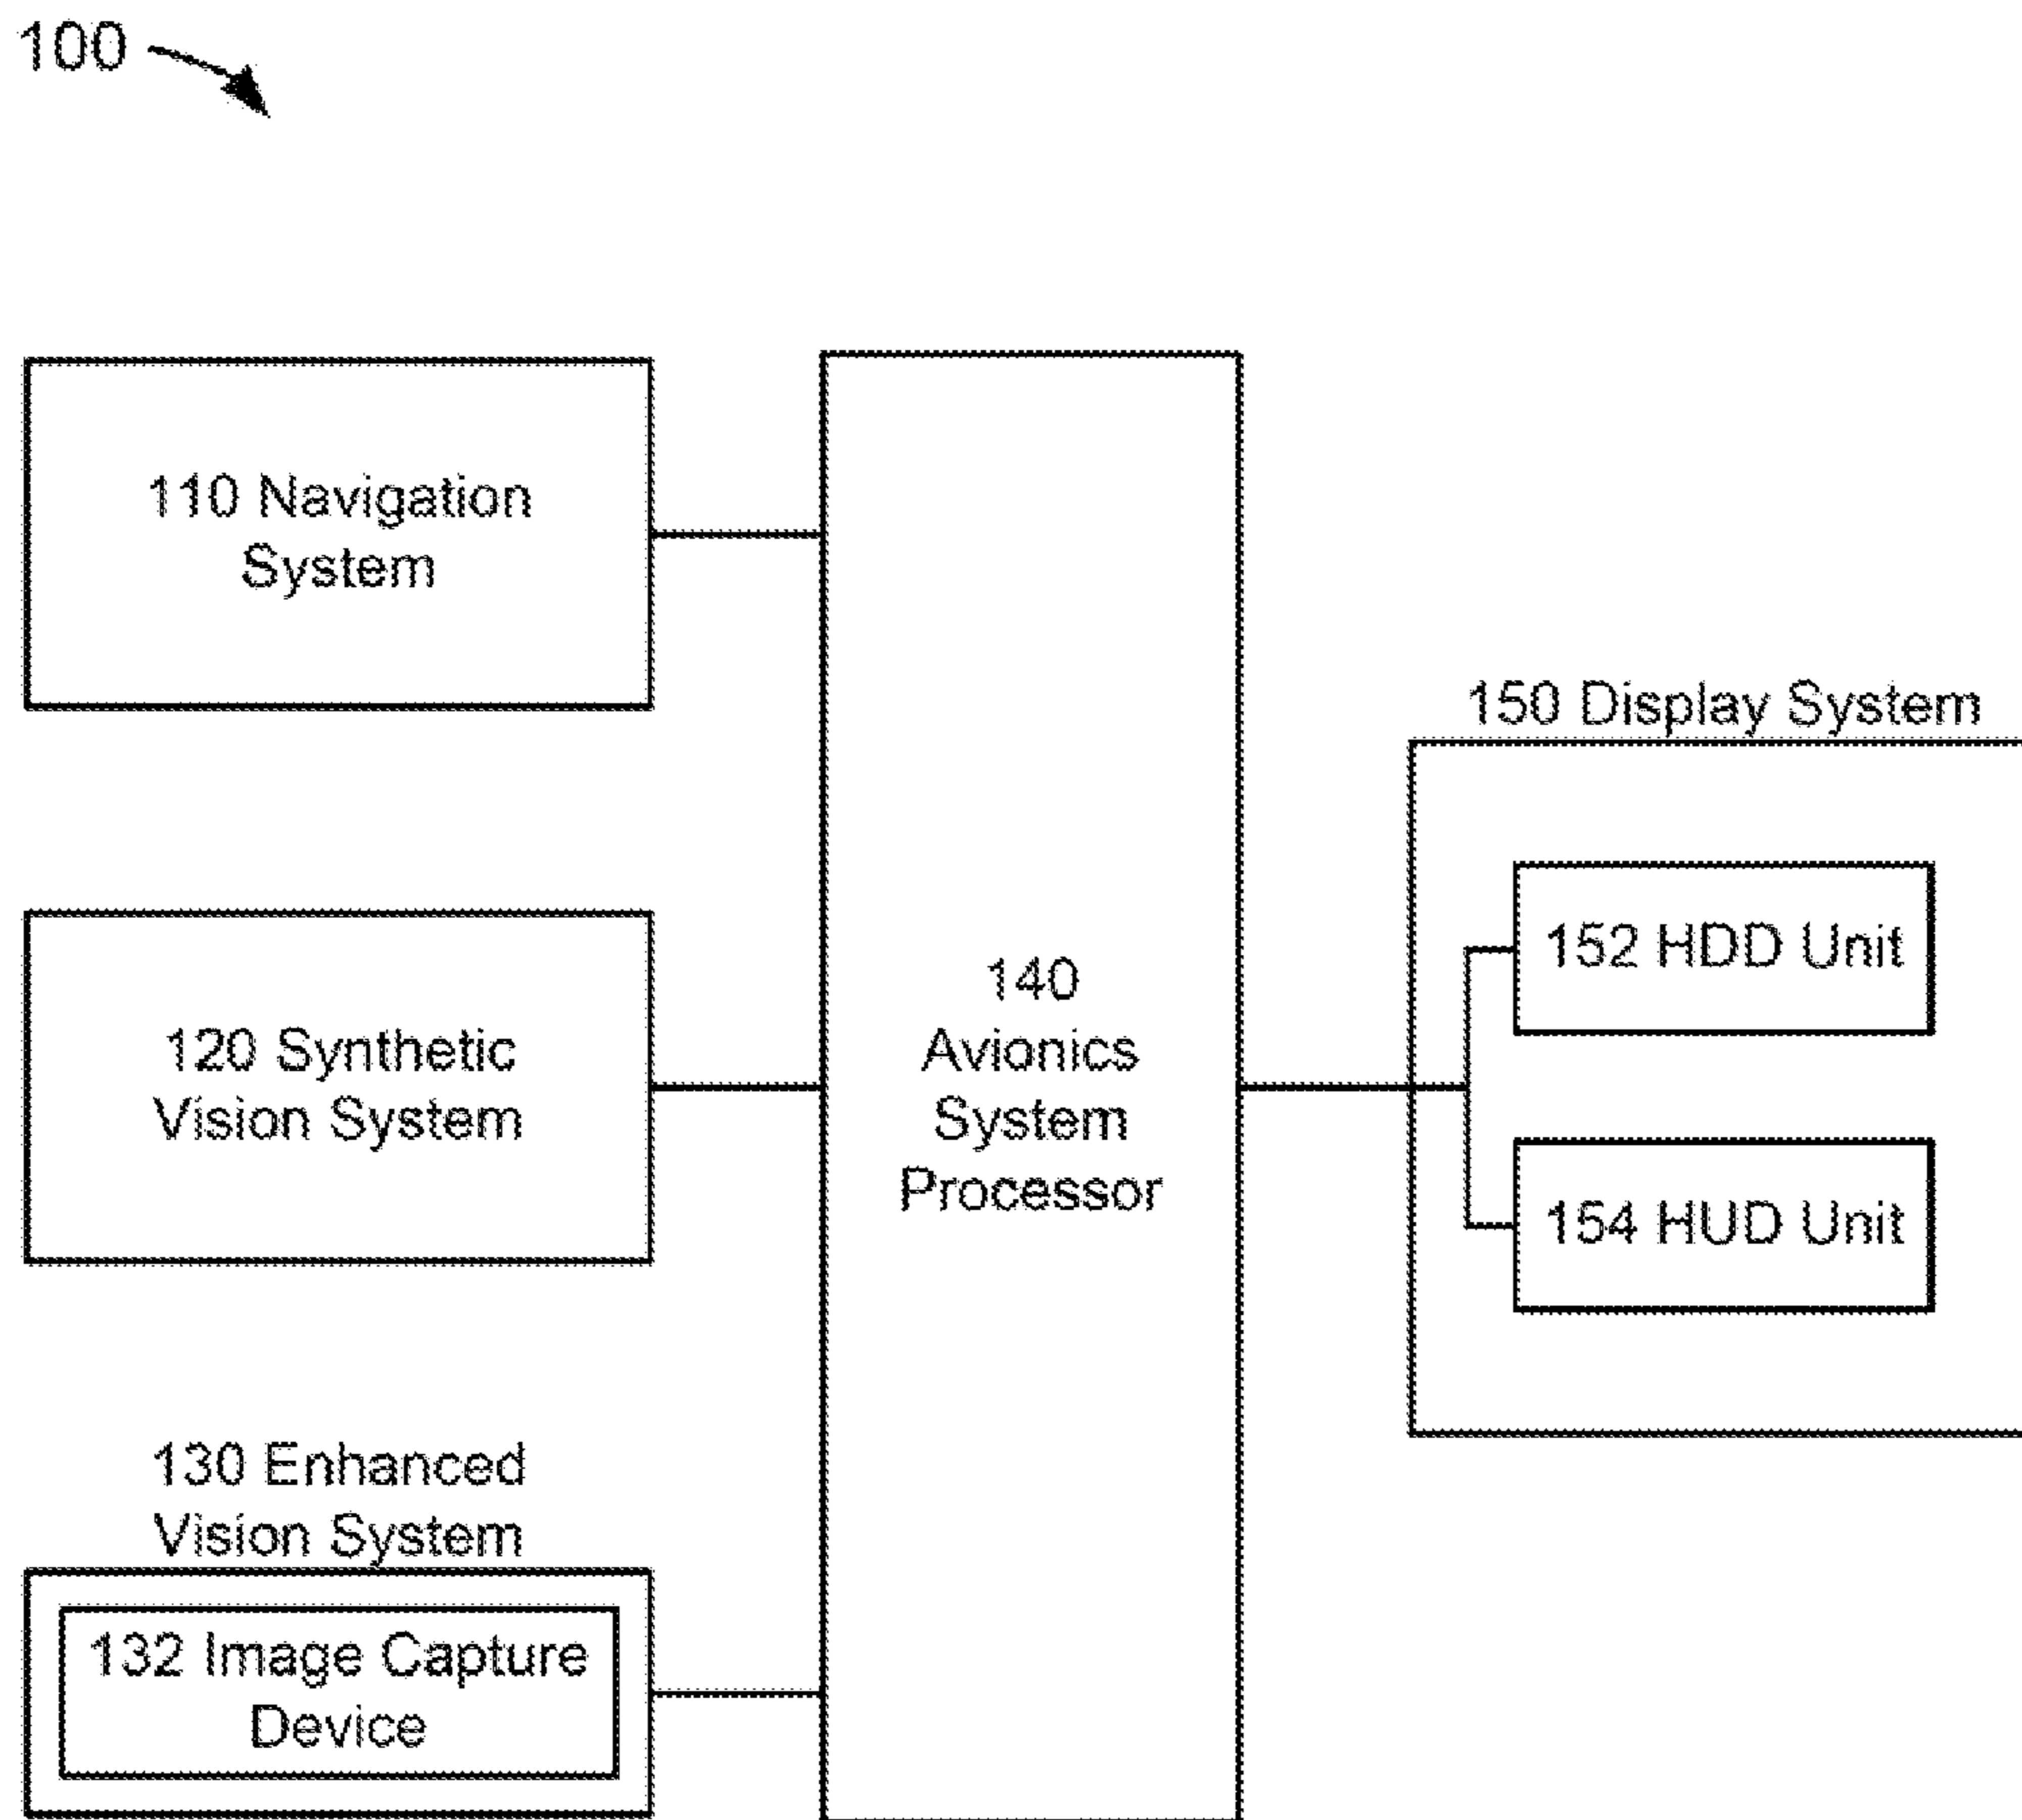 100
110 Navigation
System
120 Synthetic
Vision System
130 Enhanced
Vision System
132 Image Capture
Device
140
Avionics
System
Processor
150 Display System
152 HDD Unit
154 HUD Unit